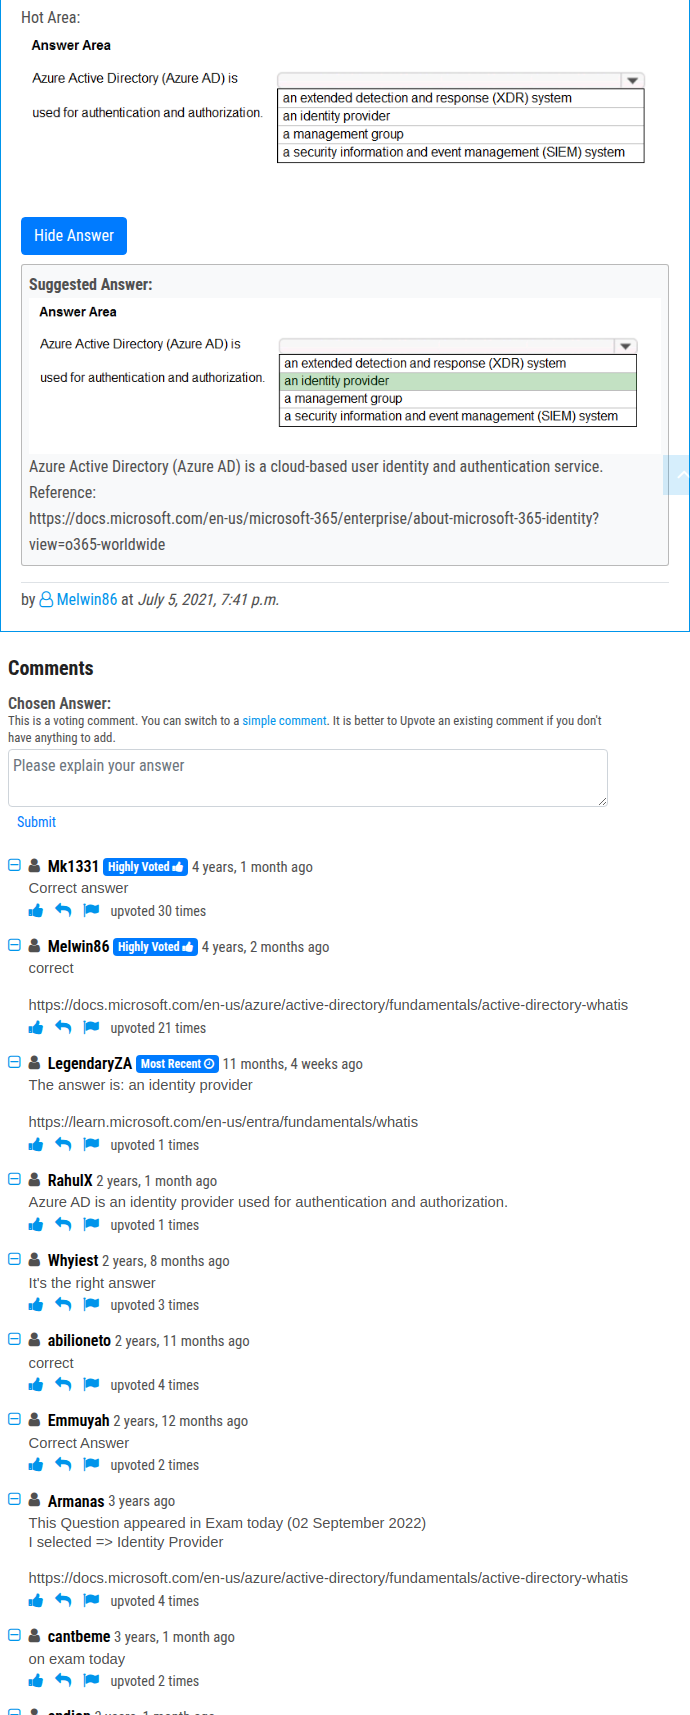 Hot Area:
Answer Area
Azure Active Directory (Azure AD) is
an extended detection and response (XDR) system
an identity provider
used for authentication and authorization.
a management group
a security information and event management (SIEM) system
Hide Answer
Suggested Answer:
Answer Area
Azure Active Directory (Azure AD) is
an extended detection and response (XDR) system
an identity provider
used for authentication and authorization.
a management group
a security information and event management (SIEM) system
Azure Active Directory (Azure AD) is a cloud-based user identity and authentication service.
Reference:
https://docs.microsoft.com/en-us/microsoft-365/enterprise/about-microsoft-365-identity?
view=o365-worldwide
by Melwin86 at July 5, 2021, 7:41 p.m.
Comments
Chosen Answer:
This is a voting comment. You can switch to a simple comment. It is better to Upvote an existing comment if you don't
have anything to add.
Please explain your answer
Submit
Mk1331 Highly Voted 4 years, 1 month ago
Correct answer
upvoted 30 times
Melwin86 Highly Voted 4 years, 2 months ago
correct
https://docs.microsoft.com/en-us/azure/active-directory/fundamentals/active-directory-whatis
upvoted 21 times
LegendaryZA Most Recent 11 months, 4 weeks ago
The answer is: an identity provider
https://learn.microsoft.com/en-us/entra/fundamentals/whatis
upvoted 1 times
RahulX 2 years, 1 month ago
Azure AD is an identity provider used for authentication and authorization.
upvoted 1 times
Whyiest 2 years, 8 months ago
It's the right answer
upvoted 3 times
abilioneto 2 years, 11 months ago
correct
upvoted 4 times
Emmuyah 2 years, 12 months ago
Correct Answer
upvoted 2 times
Armanas 3 years ago
This Question appeared in Exam today (02 September 2022)
I selected => Identity Provider
https://docs.microsoft.com/en-us/azure/active-directory/fundamentals/active-directory-whatis
upvoted 4 times
cantbeme 3 years, 1 month ago
on exam today
upvoted 2 times